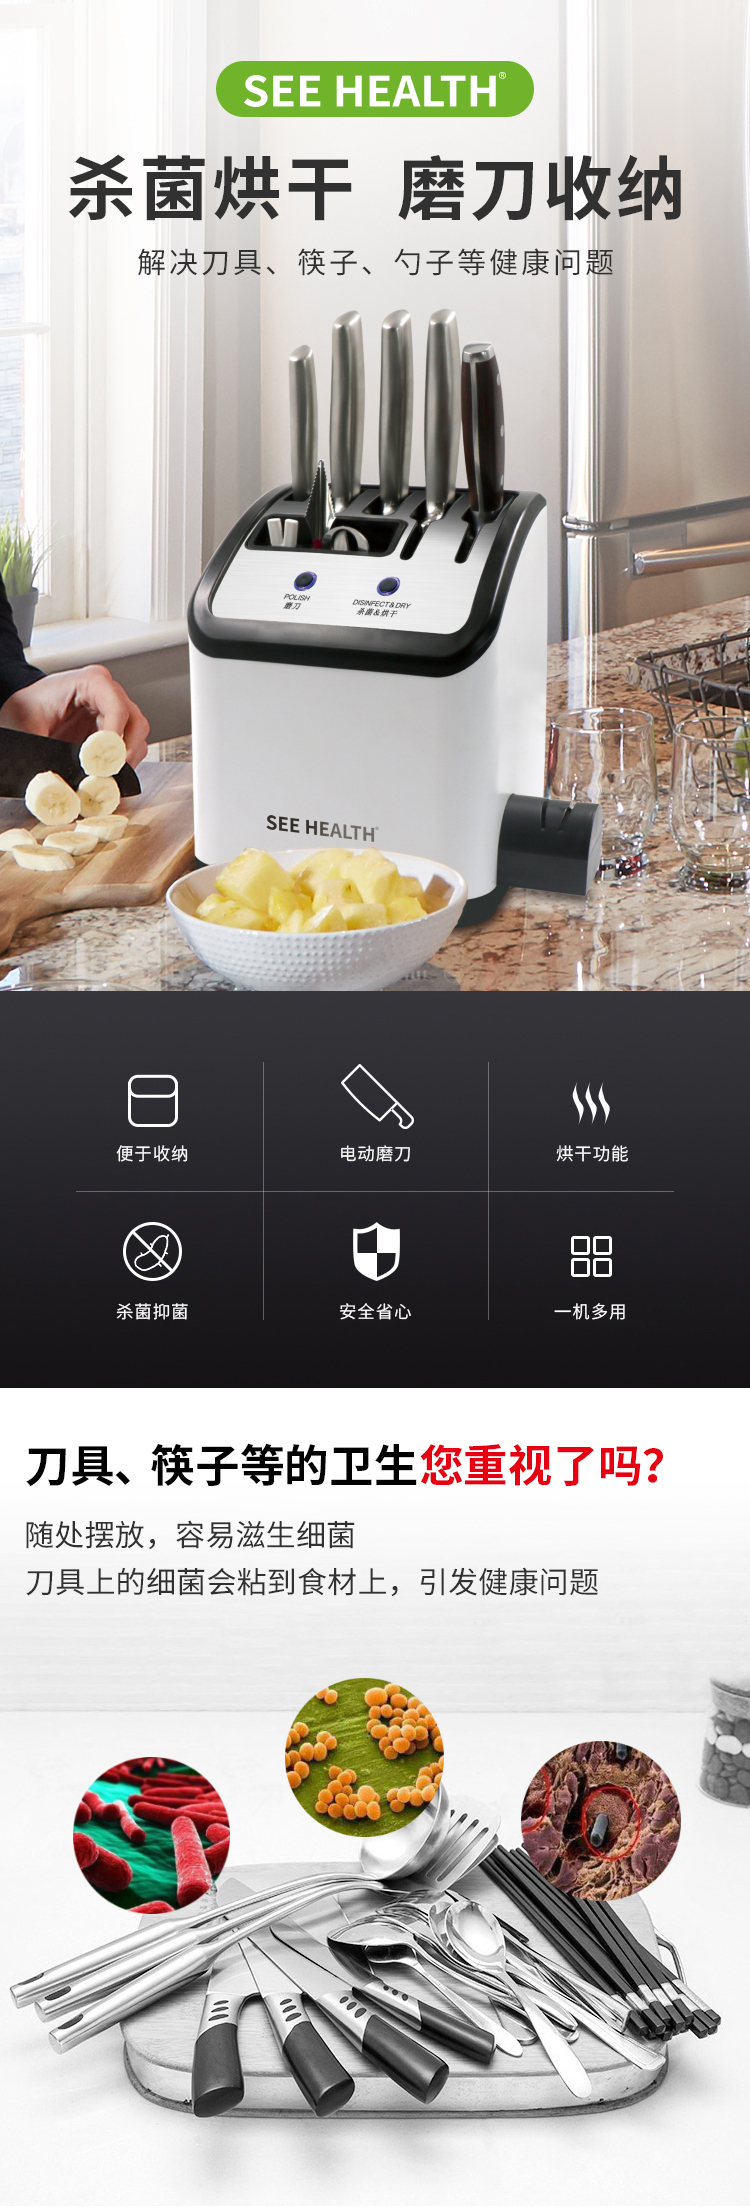 SEE HEALTH®
杀菌烘干 磨刀收纳
解决刀具、筷子、勺子等健康问题
POLISH
磨刀
DISINFECT&DRY
杀菌&烘干
SEE HEALTH®
便于收纳
电动磨刀
烘干功能
杀菌抑菌
安全省心
一机多用
刀具、筷子等的卫生您重视了吗?
随处摆放，容易滋生细菌
刀具上的细菌会粘到食材上，引发健康问题